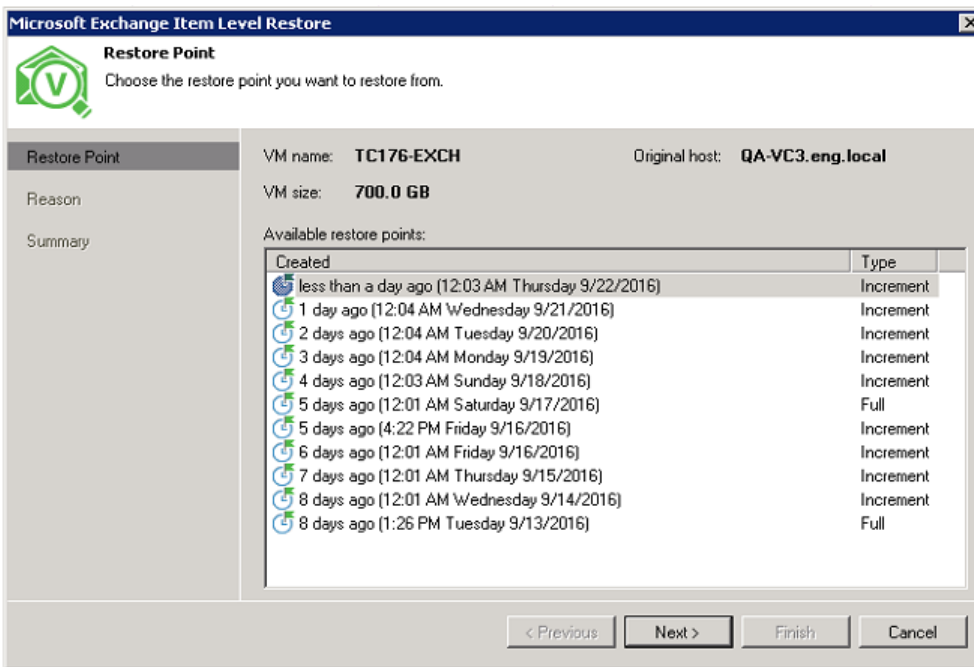 Microsoft Exchange Item Level Restore
Restore Point
Choose the restore point you want to restore from.
Restore Point
Reason
Summary
VM name: TC176-EXCH Original host: QA-VC3.eng.local
VM size: 700.0 GB
Available restore points:
Created Type
less than a day ago (12:03 AM Thursday 9/22/2016) Increment
1 day ago (12:04 AM Wednesday 9/21/2016) Increment
2 days ago (12:04 AM Tuesday 9/20/2016) Increment
3 days ago (12:04 AM Monday 9/19/2016) Increment
4 days ago (12:03 AM Sunday 9/18/2016) Increment
5 days ago (12:01 AM Saturday 9/17/2016) Full
5 days ago (4:22 PM Friday 9/16/2016) Increment
6 days ago (12:01 AM Friday 9/16/2016) Increment
7 days ago (12:01 AM Thursday 9/15/2016) Increment
8 days ago (12:01 AM Wednesday 9/14/2016) Increment
8 days ago (1:26 PM Tuesday 9/13/2016) Full
< Previous Next > Finish Cancel